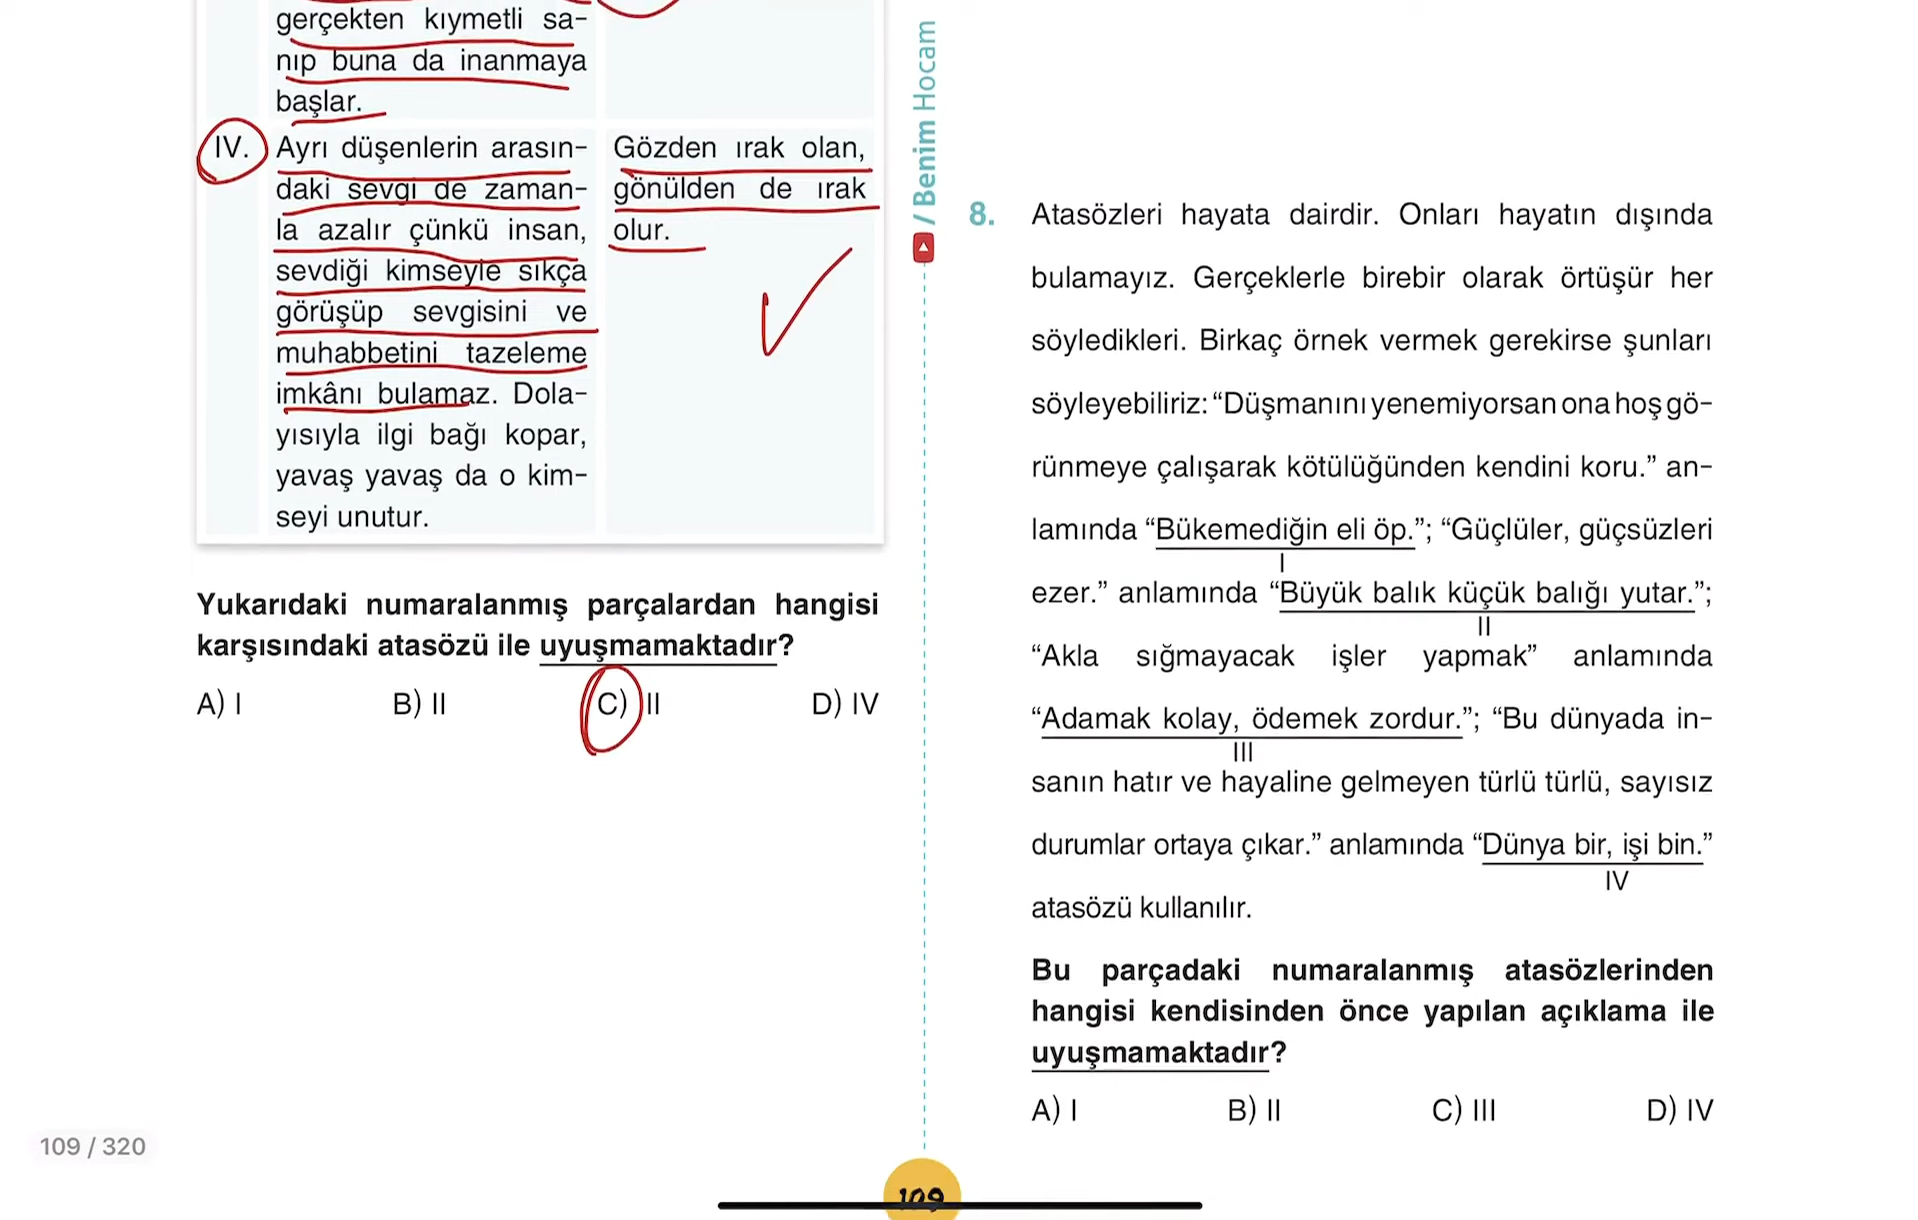 gerçekten kıymetli sa-
nıp buna da inanmaya
başlar.
IV. Ayrı düşenlerin arasın-
daki sevgi de zaman-
la azalır çünkü insan,
sevdiği kimseyle sıkça
görüşüp sevgisini ve
muhabbetini tazeleme
imkânı bulamaz. Dola-
yısıyla ilgi bağı kopar,
yavaş yavaş da o kim-
seyi unutur.
Gözden ırak olan,
gönülden de ırak
olur.
Yukarıdaki numaralanmış parçalardan hangisi
karşısındaki atasözü ile uyuşmamaktadır?
A) I B) II C) II D) IV
/ Benim Hocam
8. Atasözleri hayata dairdir. Onları hayatın dışında
bulamayız. Gerçeklerle birebir olarak örtüşür her
söyledikleri. Birkaç örnek vermek gerekirse şunları
söyleyebiliriz: “Düşmanını yenemiyorsan ona hoş gö-
rünmeye çalışarak kötülüğünden kendini koru.” an-
lamında “Bükemediğin eli öp.”; “Güçlüler, güçsüzleri
I
ezer.” anlamında “Büyük balık küçük balığı yutar.”;
II
“Akla sığmayacak işler yapmak” anlamında
“Adamak kolay, ödemek zordur.”; “Bu dünyada in-
III
sanın hatır ve hayaline gelmeyen türlü türlü, sayısız
durumlar ortaya çıkar.” anlamında “Dünya bir, işi bin.”
IV
atasözü kullanılır.
Bu parçadaki numaralanmış atasözlerinden
hangisi kendisinden önce yapılan açıklama ile
uyuşmamaktadır?
A) I B) II C) III D) IV
109 / 320
109